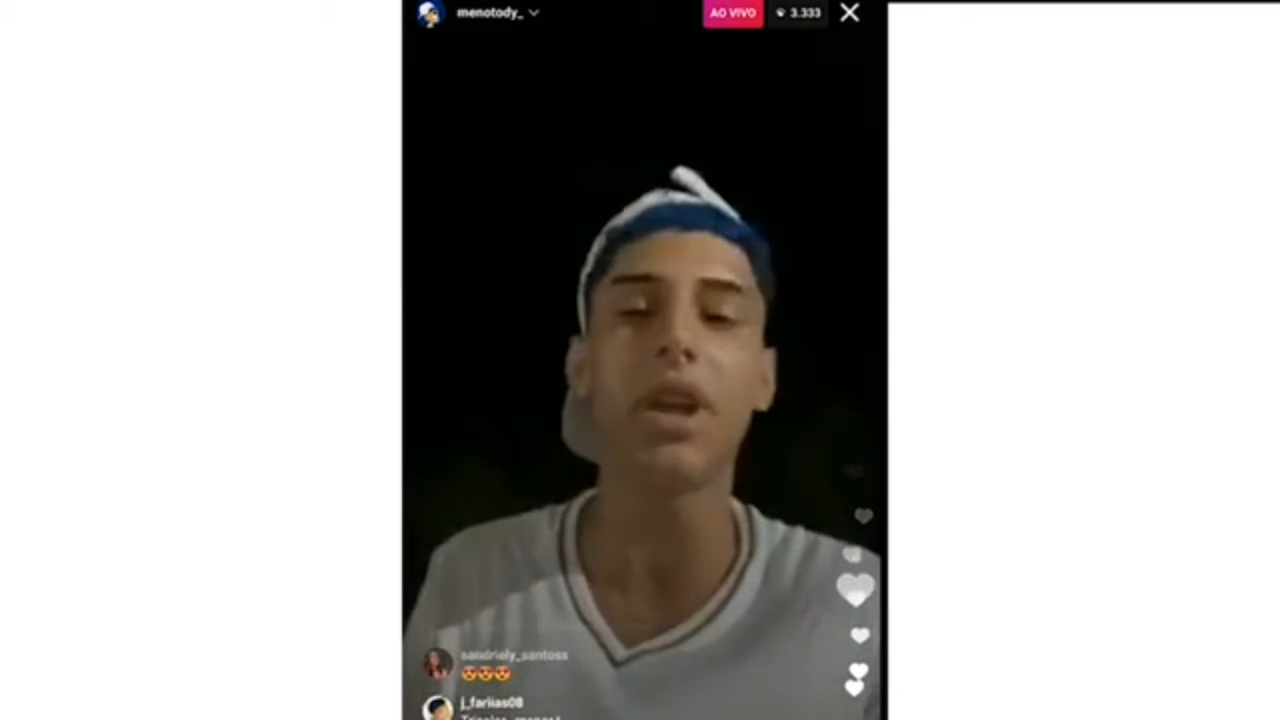 menotody_
AO VIVO
3.333
sandriely_santoss
j_fariias08